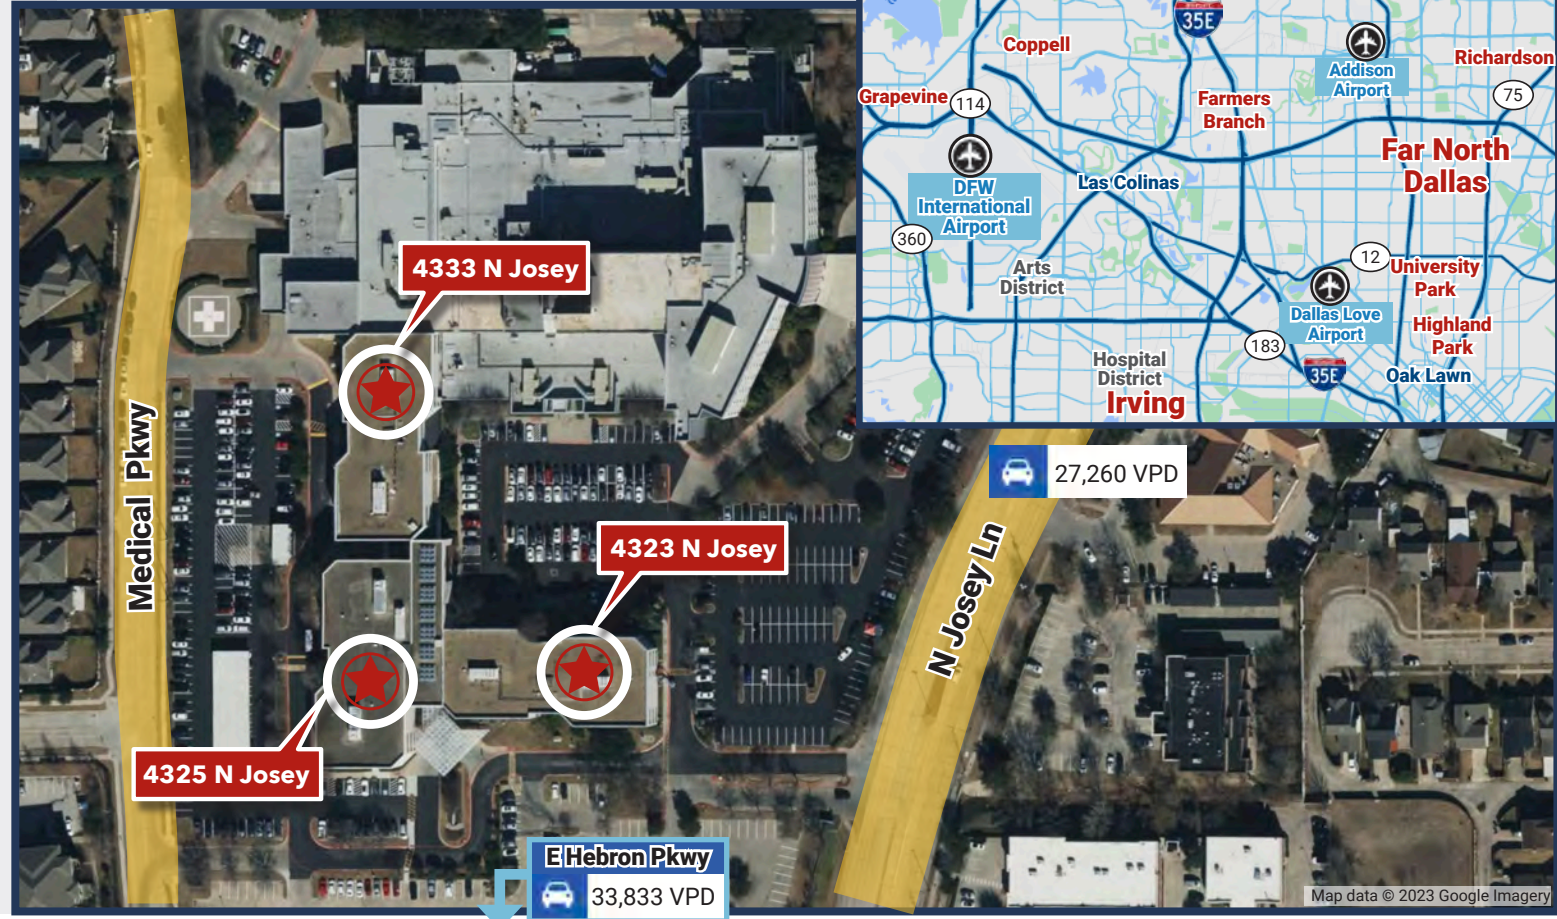 4333 N Josey
4323 N Josey
4325 N Josey
Medical Pkwy
N Josey Ln
27,260 VPD
E Hebron Pkwy
33,833 VPD
35E
Coppell
Addison
Airport
Richardson
Grapevine
114
Farmers
Branch
75
Far North
Dallas
DFW
International
Airport
Las Colinas
360
Arts
District
12
University
Park
Dallas Love
Airport
Highland
Park
183
Hospital
District
35E
Oak Lawn
Irving
Map data © 2023 Google Imagery